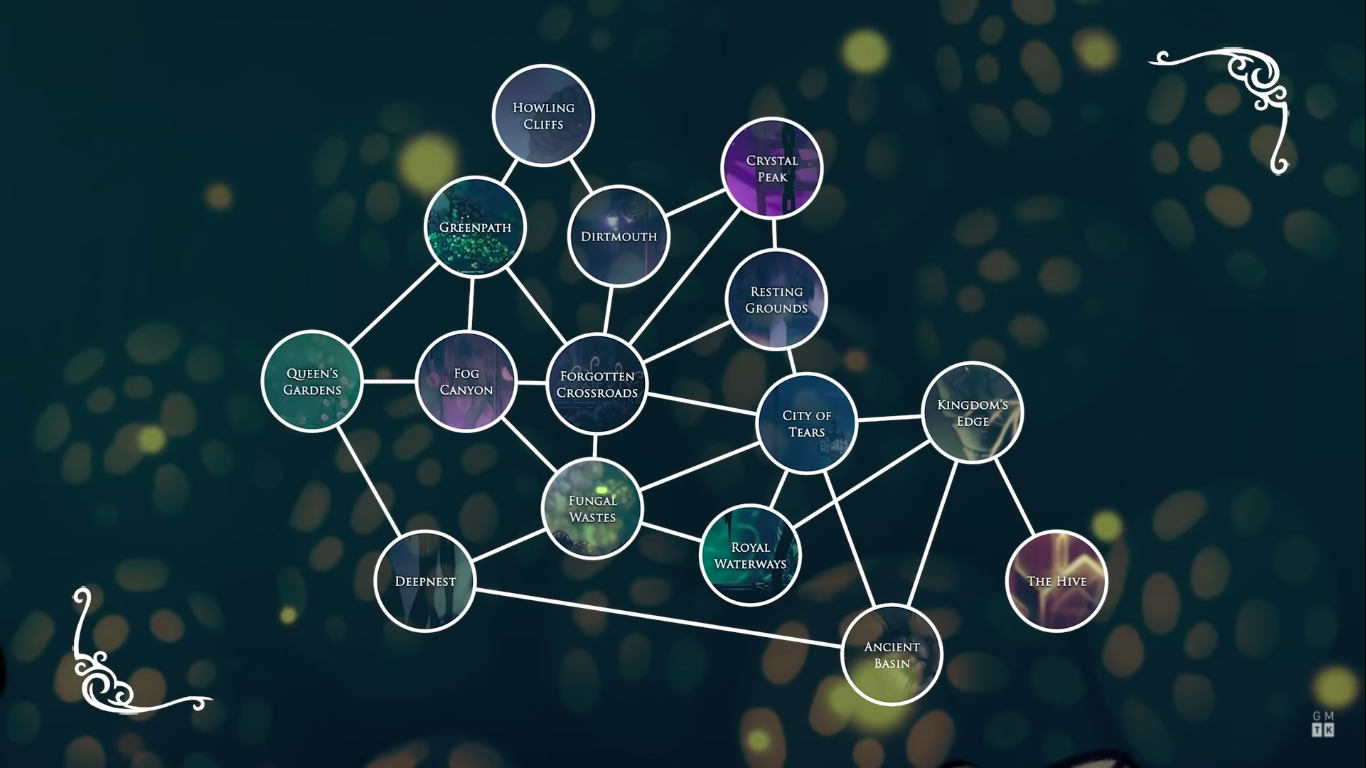 HOWLING
CLIFFS
CRYSTAL
PEAK
GREENPATH
DIRTMOUTH
RESTING
GROUNDS
QUEEN'S
GARDENS
FOG
CANYON
FORGOTTEN
CROSSROADS
CITY OF
TEARS
KINGDOM'S
EDGE
FUNGAL
WASTES
ROYAL
WATERWAYS
DEEPNEST
THE HIVE
ANCIENT
BASIN
GM
TK